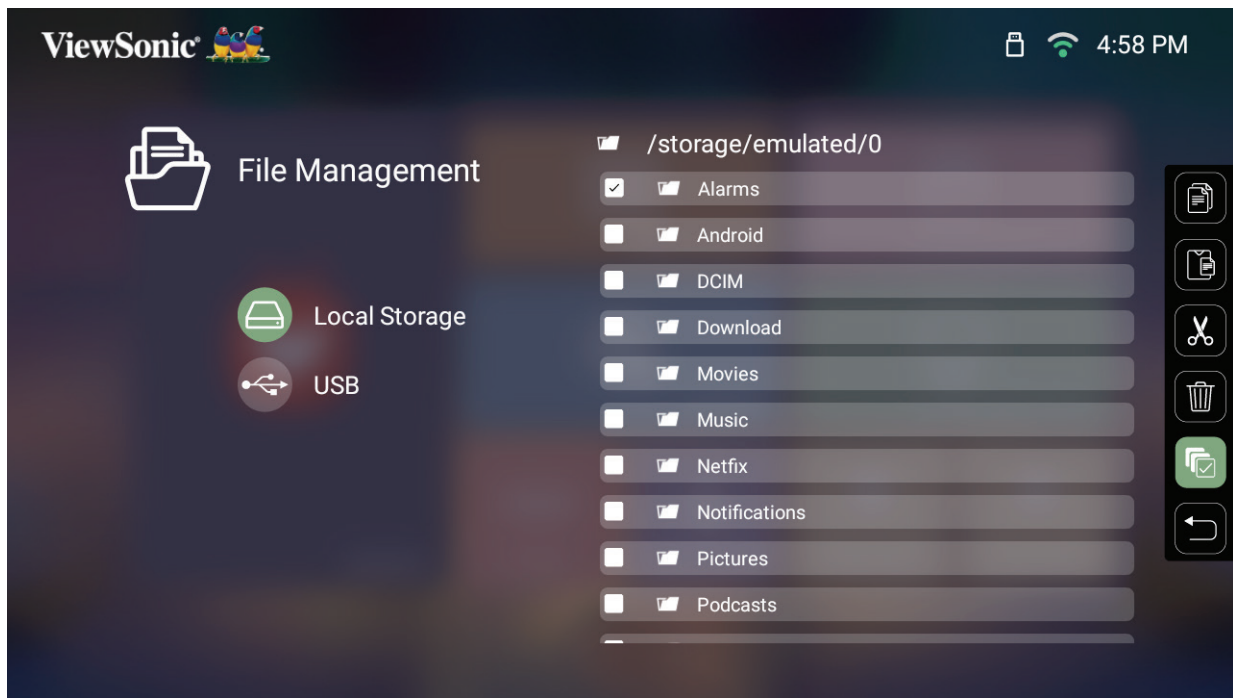 ViewSonic®
4:58 PM
File Management
Local Storage
USB
/storage/emulated/0
Alarms
Android
DCIM
Download
Movies
Music
Netfix
Notifications
Pictures
Podcasts